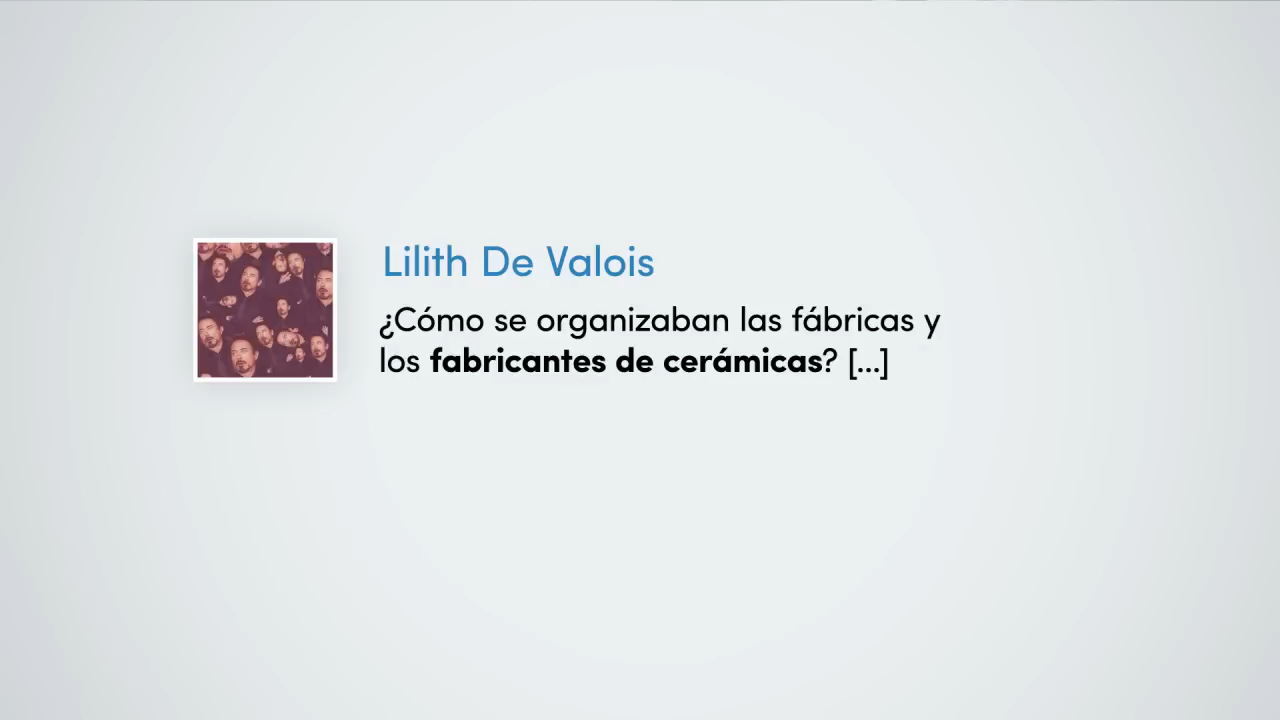 Lilith De Valois
¿Cómo se organizaban las fábricas y
los fabricantes de cerámicas? [...]